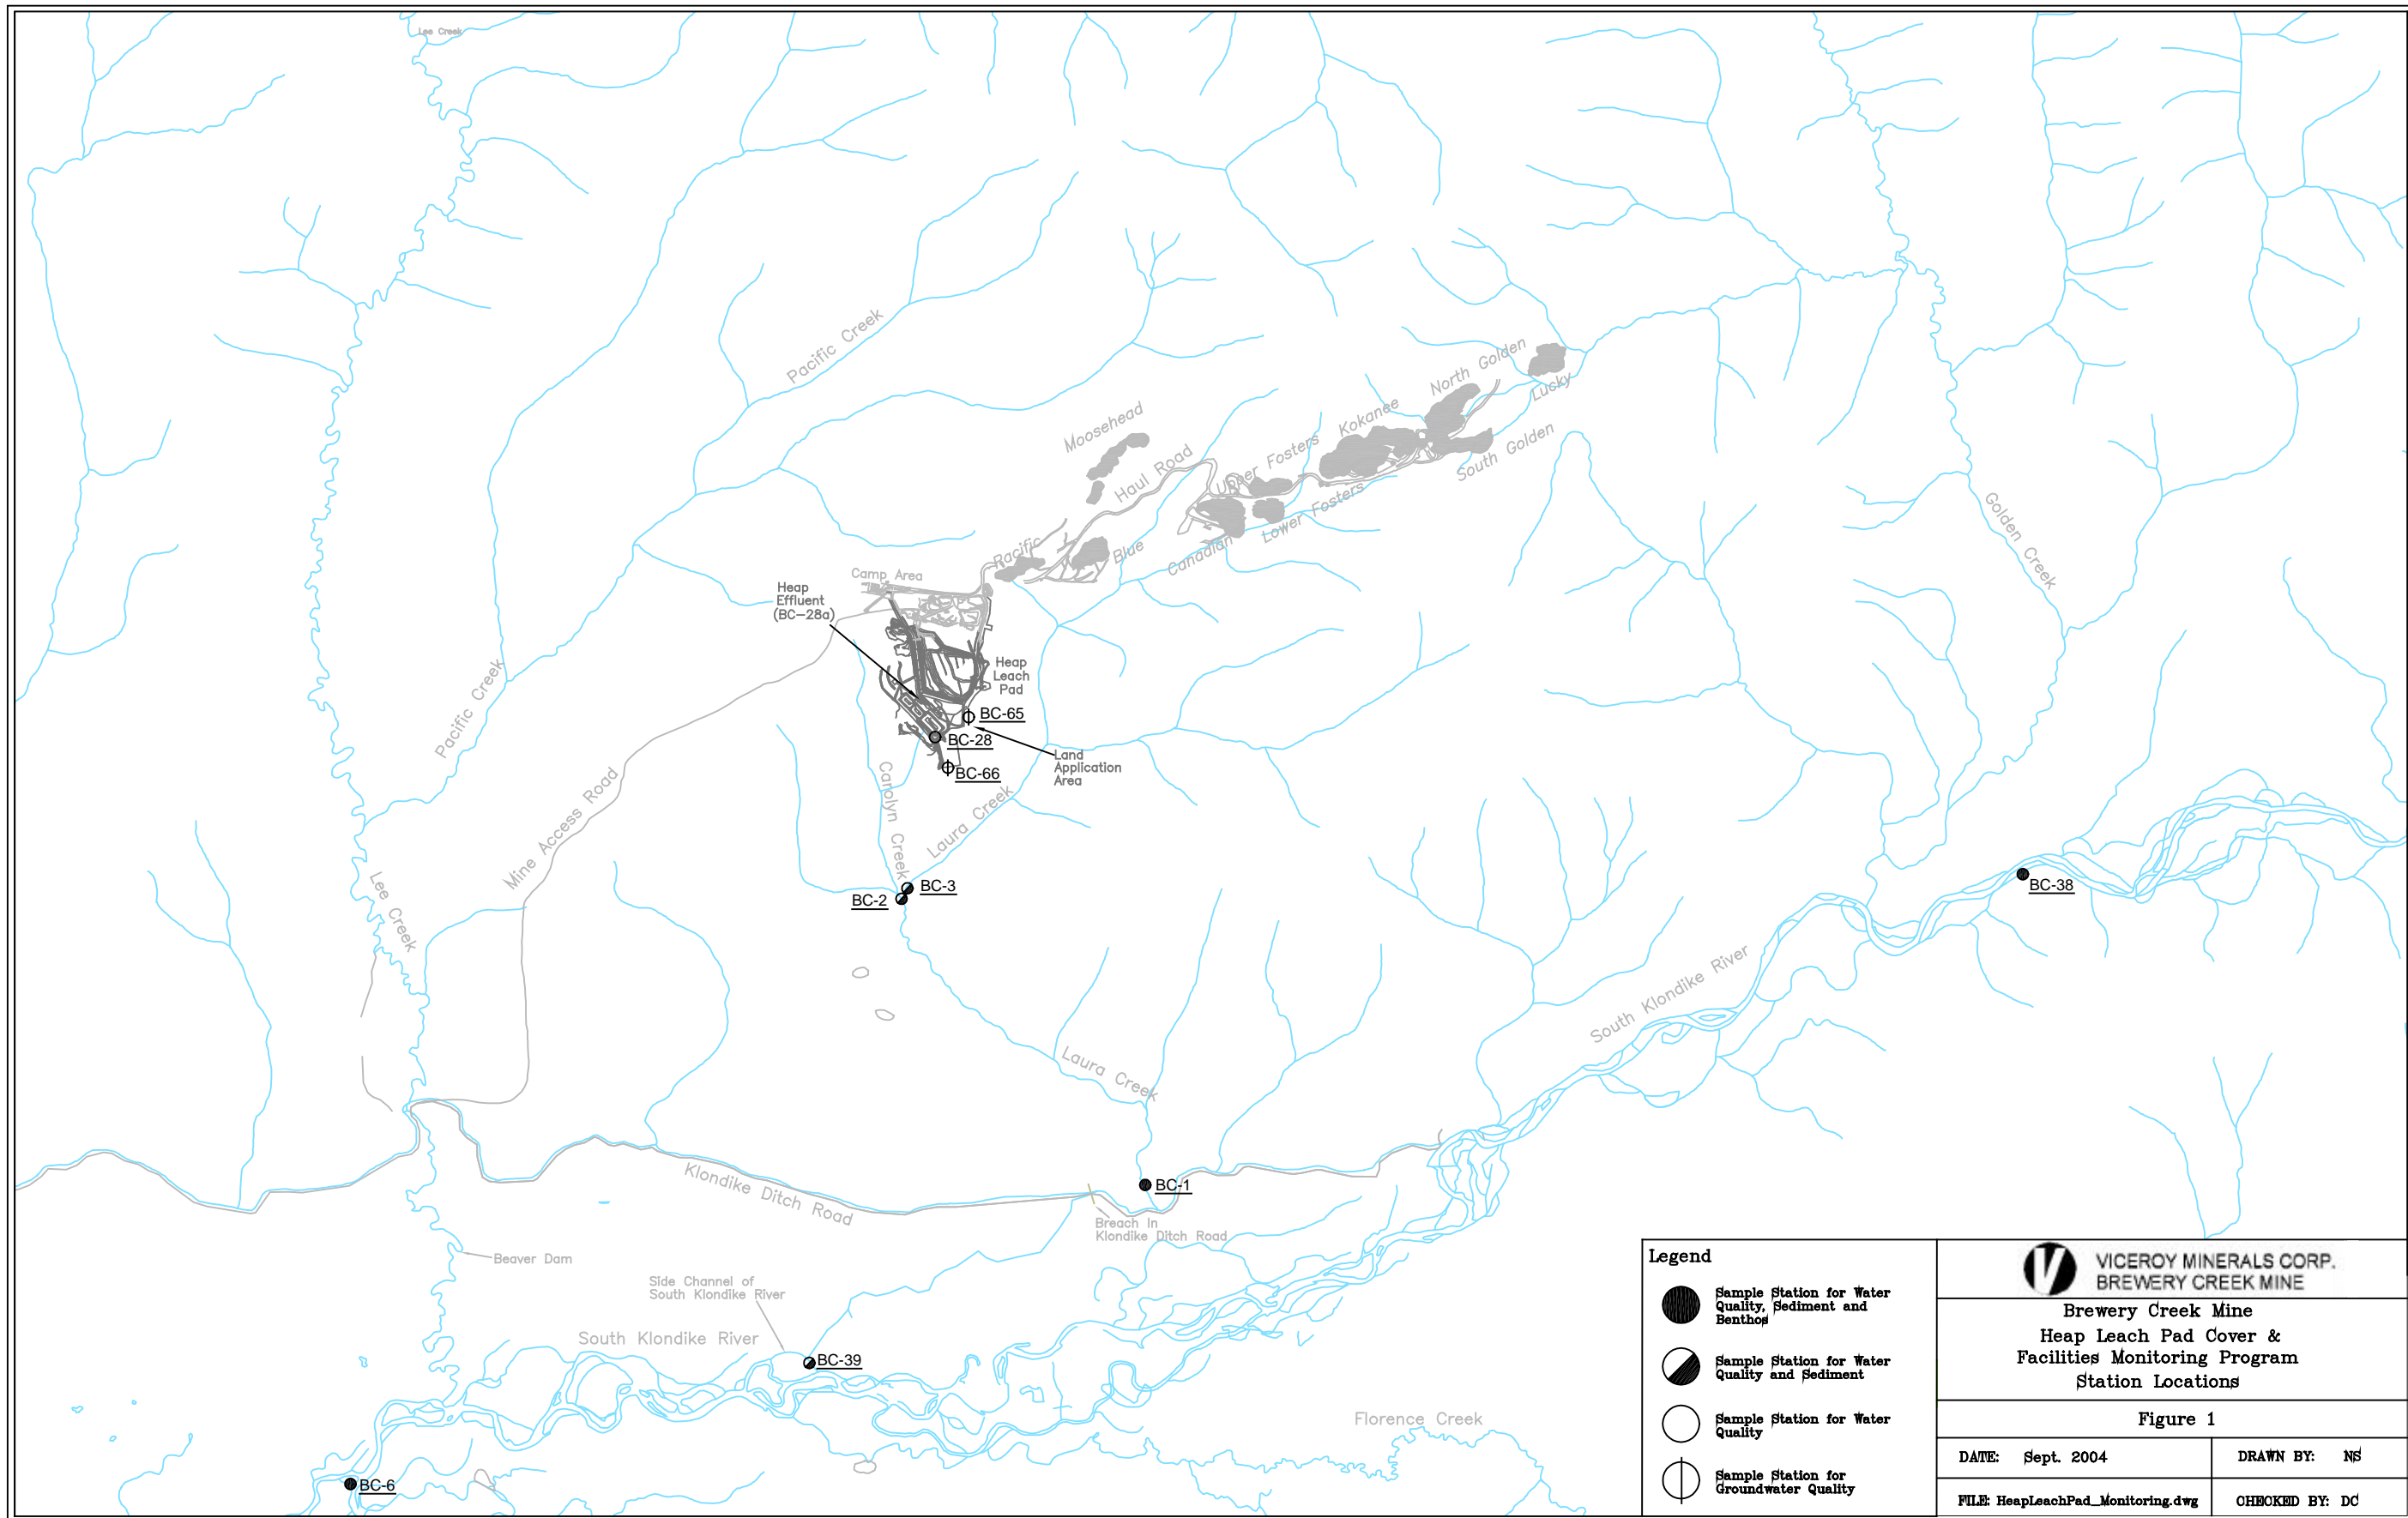 Lee Creek
Pacific Creek
Moosehead
Haul Road
Upper Fosters
Kokanee
North Golden
Lucky
South Golden
Lower Fosters
Canadian
Blue
Pacific
Golden Creek
Camp Area
Heap
Effluent
(BC-28a)
Heap
Leach
Pad
BC-65
BC-28
BC-66
Land
Application
Area
Pacific Creek
Mine Access Road
Carolyn Creek
Laura Creek
Lee Creek
BC-3
BC-2
BC-38
South Klondike River
Laura Creek
Klondike Ditch Road
BC-1
Breach In
Klondike Ditch Road
Beaver Dam
Side Channel of
South Klondike River
South Klondike River
BC-39
Florence Creek
BC-6
Legend
Sample Station for Water
Quality, Sediment and
Benthos
Sample Station for Water
Quality and Sediment
Sample Station for Water
Quality
Sample Station for
Groundwater Quality
VICEROY MINERALS CORP.
BREWERY CREEK MINE
Brewery Creek Mine
Heap Leach Pad Cover &
Facilities Monitoring Program
Station Locations
Figure 1
DATE: Sept. 2004
DRAWN BY: NS
FILE: HeapLeachPad_Monitoring.dwg
CHECKED BY: DC